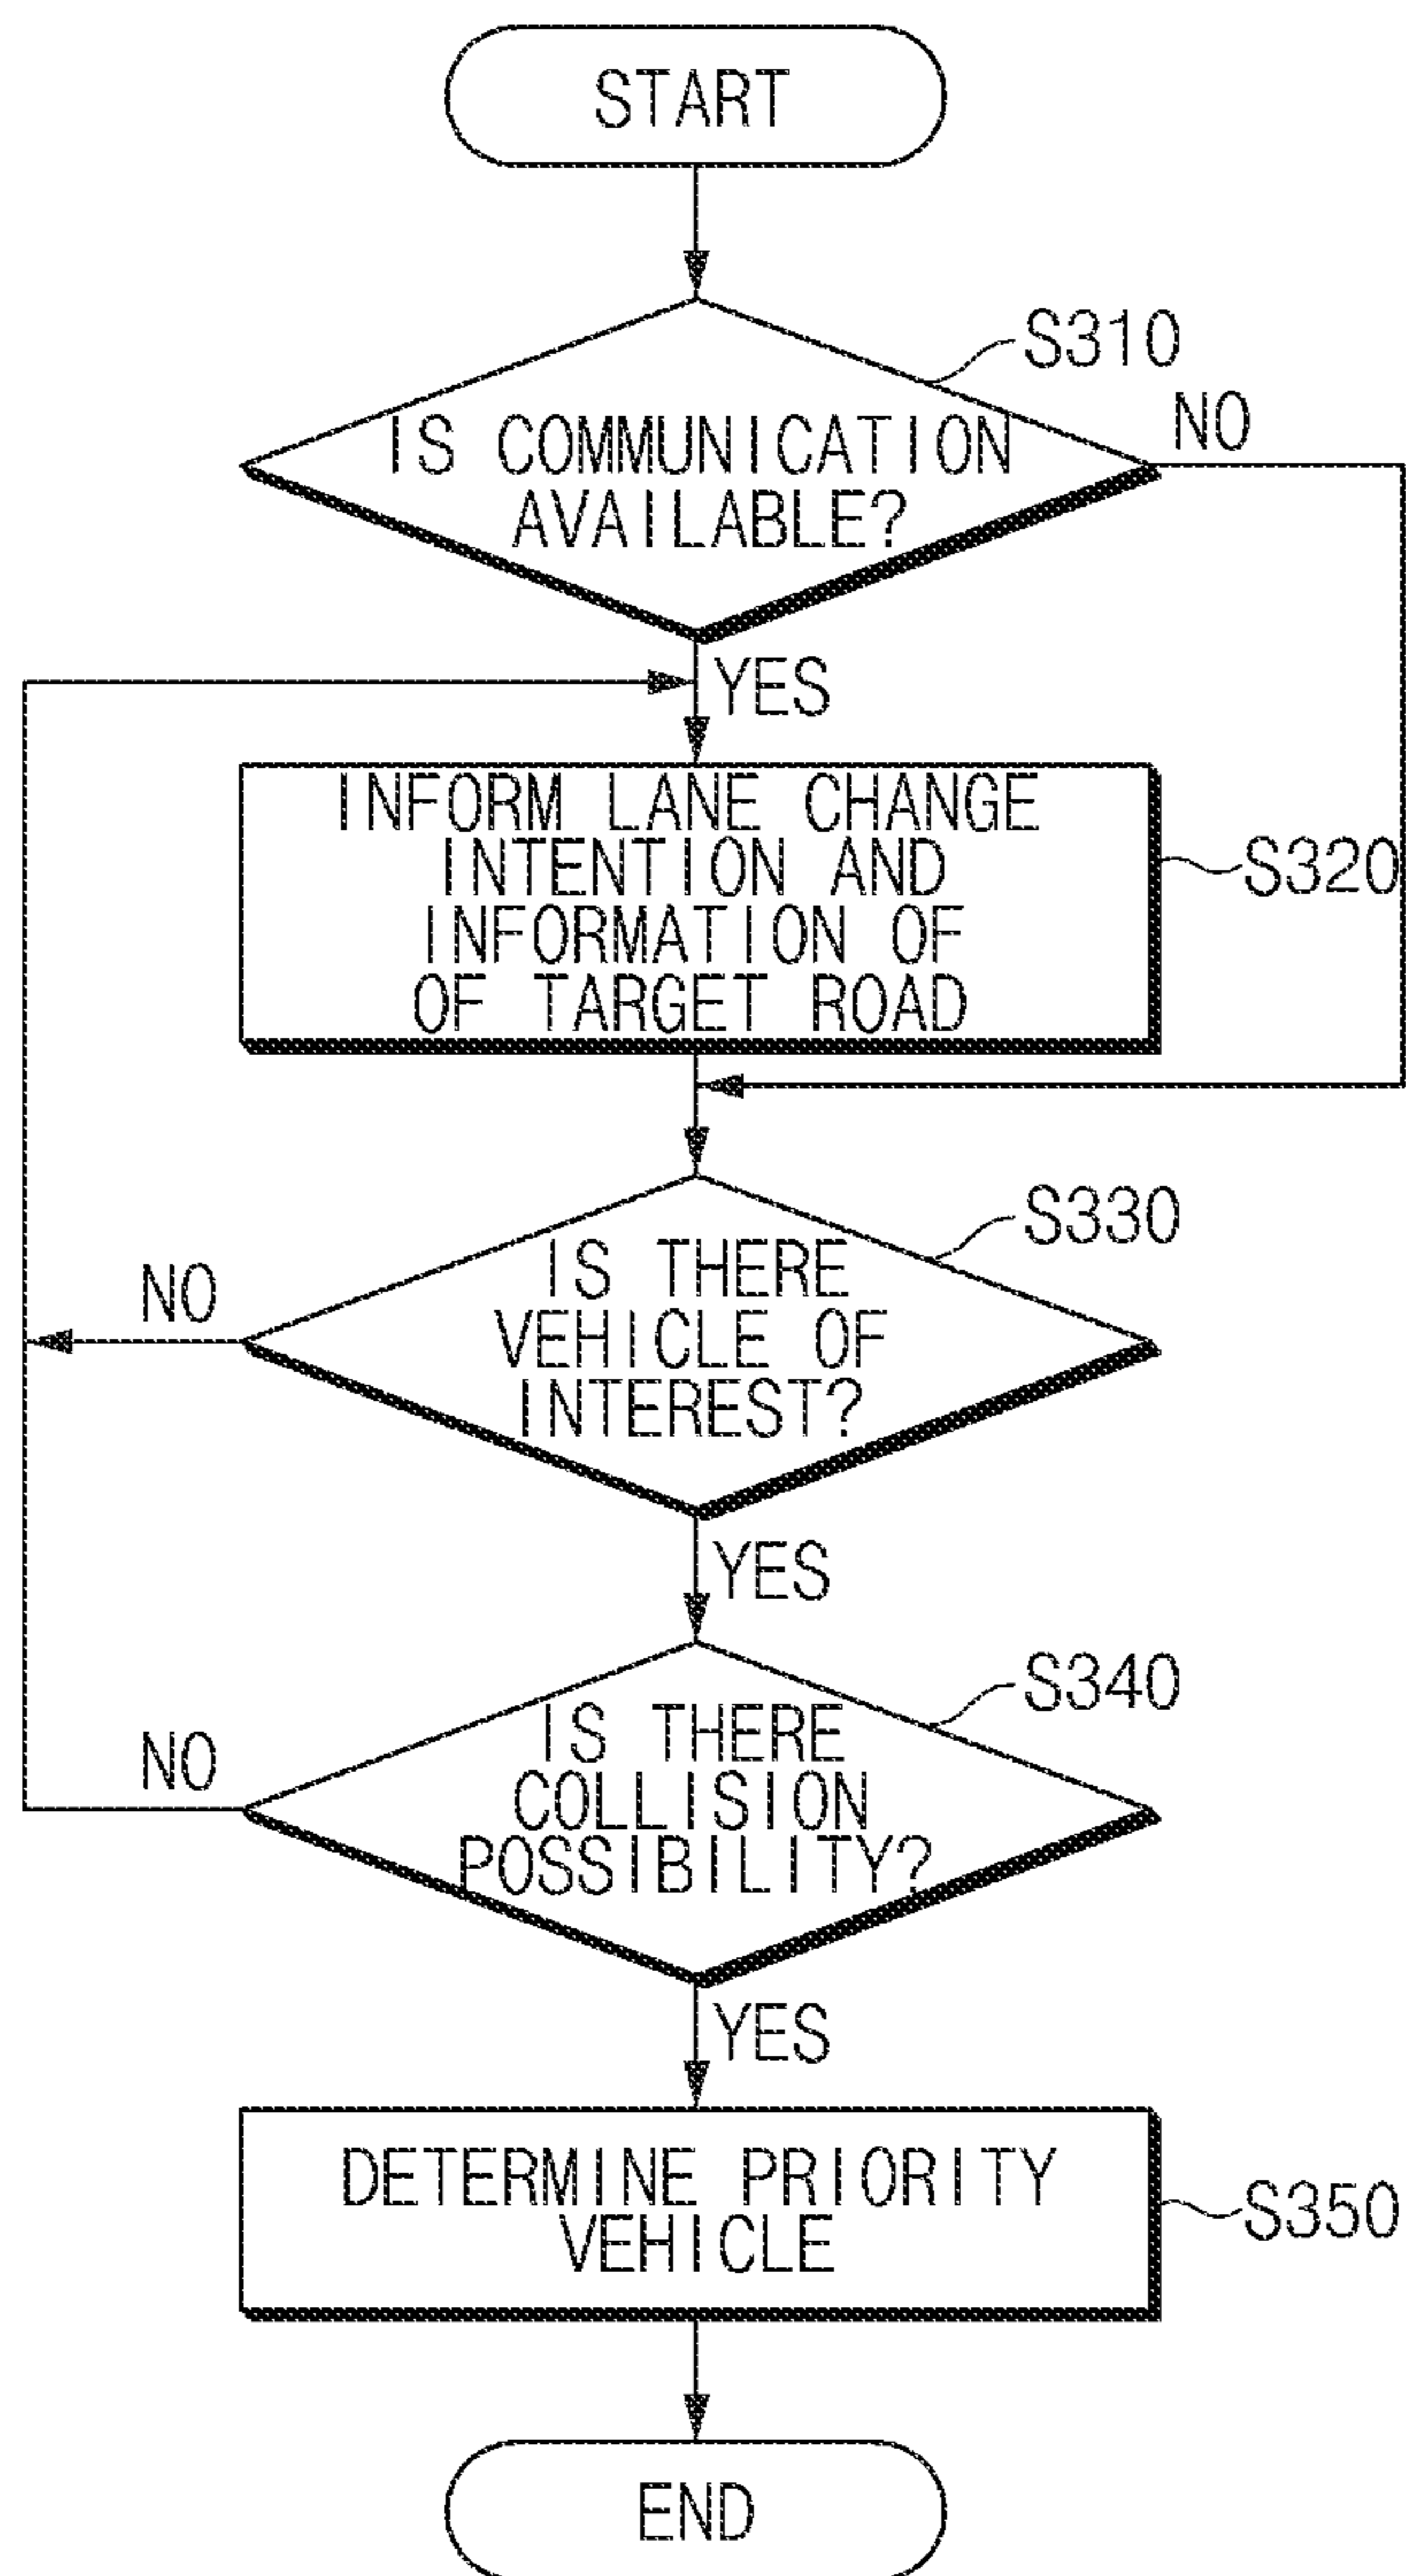 START
S310
IS COMMUNICATION
AVAILABLE?
NO
YES
INFORM LANE CHANGE
INTENTION AND
INFORMATION OF
OF TARGET ROAD
S320
S330
IS THERE
VEHICLE OF
INTEREST?
NO
YES
S340
IS THERE
COLLISION
POSSIBILITY?
NO
YES
DETERMINE PRIORITY
VEHICLE
S350
END